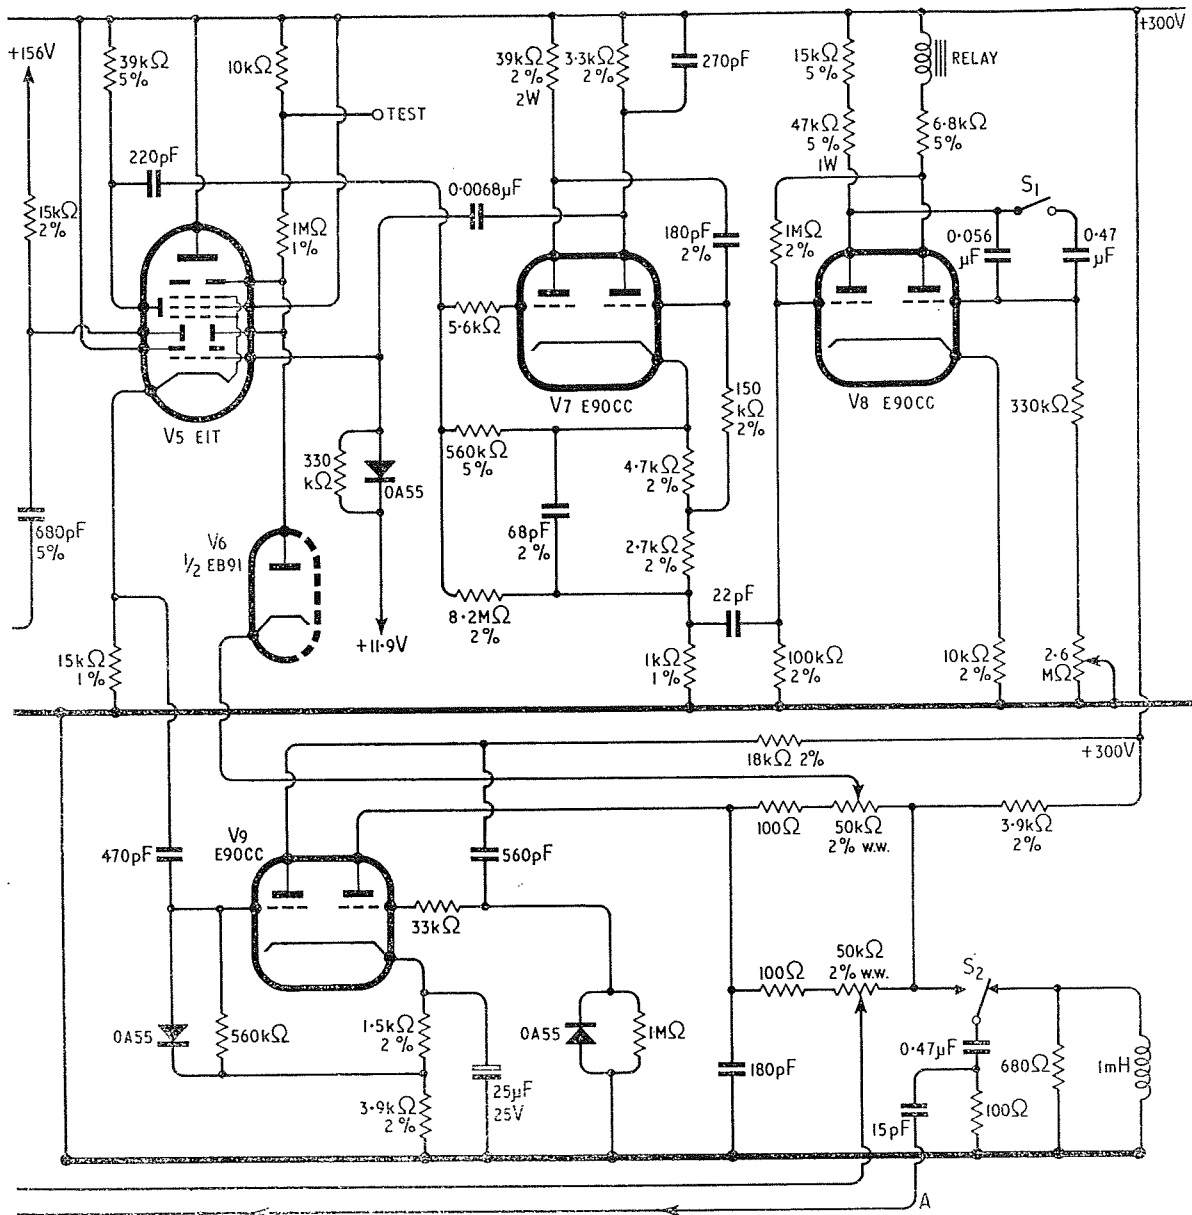 +300V
+156V
39kΩ
5%
10kΩ
TEST
39kΩ
2%
2W
3·3kΩ
2%
270pF
15kΩ
5%
RELAY
47kΩ
5%
1W
6·8kΩ
5%
220pF
0·0068µF
S1
15kΩ
2%
1MΩ
1%
180pF
2%
1MΩ
2%
0·056
µF
0·47
µF
5·6kΩ
V5 E1T
V7 E90CC
V8 E90CC
150
kΩ
2%
330kΩ
330
kΩ
OA55
560kΩ
5%
4·7kΩ
2%
680pF
5%
V6
½ EB91
68pF
2%
2·7kΩ
2%
8·2MΩ
2%
22pF
+11·9V
15kΩ
1%
1kΩ
1%
100kΩ
2%
10kΩ
2%
2·6
MΩ
18kΩ 2%
+300V
V9
E90CC
470pF
560pF
100Ω
50kΩ
2% w.w.
3·9kΩ
2%
33kΩ
100Ω
50kΩ
2% w.w.
S2
OA55
560kΩ
1·5kΩ
2%
OA55
1MΩ
0·47µF
680Ω
1mH
180pF
25µF
25V
3·9kΩ
2%
15pF
100Ω
A